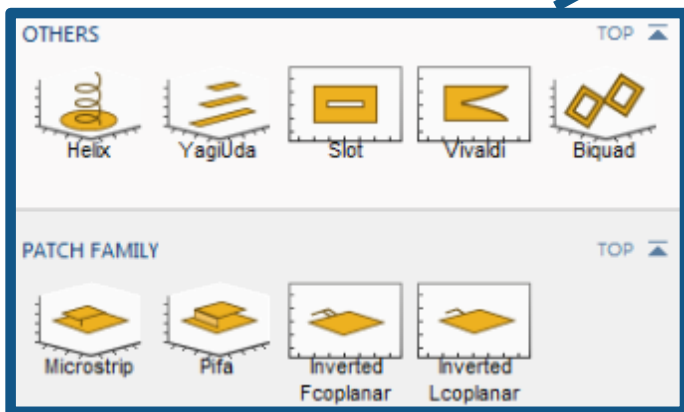 OTHERS TOP
Helix YagiUda Slot Vivaldi Biquad
PATCH FAMILY TOP
Microstrip Pifa Inverted Inverted
Fcoplanar Lcoplanar